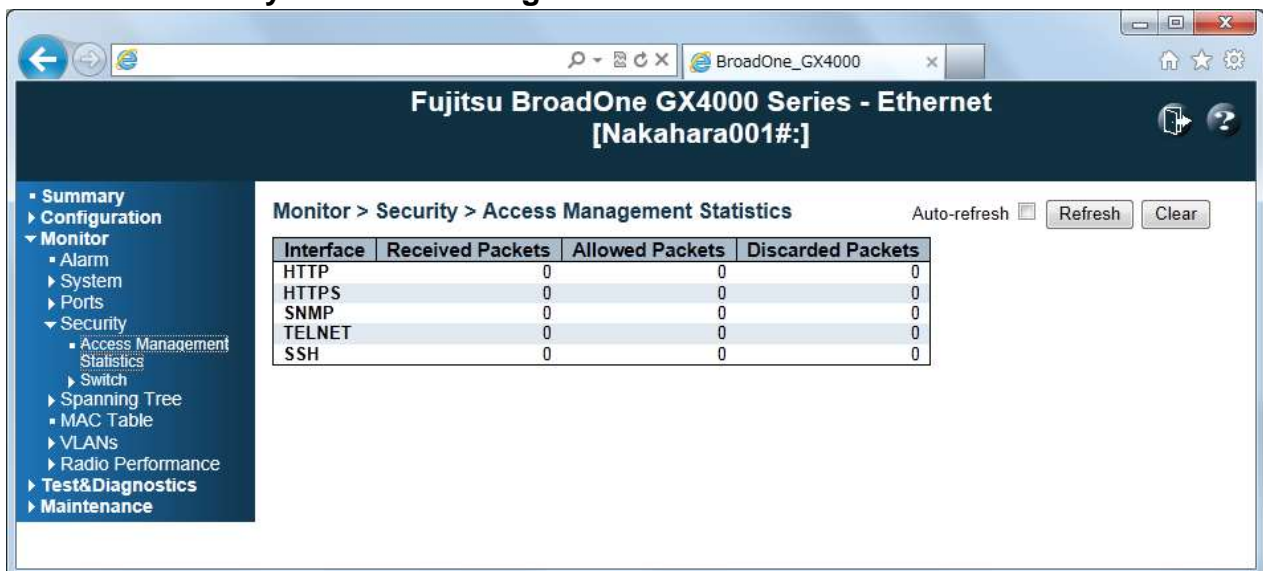 BroadOne_GX4000
Fujitsu BroadOne GX4000 Series - Ethernet
[Nakahara001#:]
Summary
Configuration
Monitor
Alarm
System
Ports
Security
Access Management
Statistics
Switch
Spanning Tree
MAC Table
VLANs
Radio Performance
Test&Diagnostics
Maintenance
Monitor > Security > Access Management Statistics
Auto-refresh Refresh Clear
Interface Received Packets Allowed Packets Discarded Packets
HTTP 0 0 0
HTTPS 0 0 0
SNMP 0 0 0
TELNET 0 0 0
SSH 0 0 0